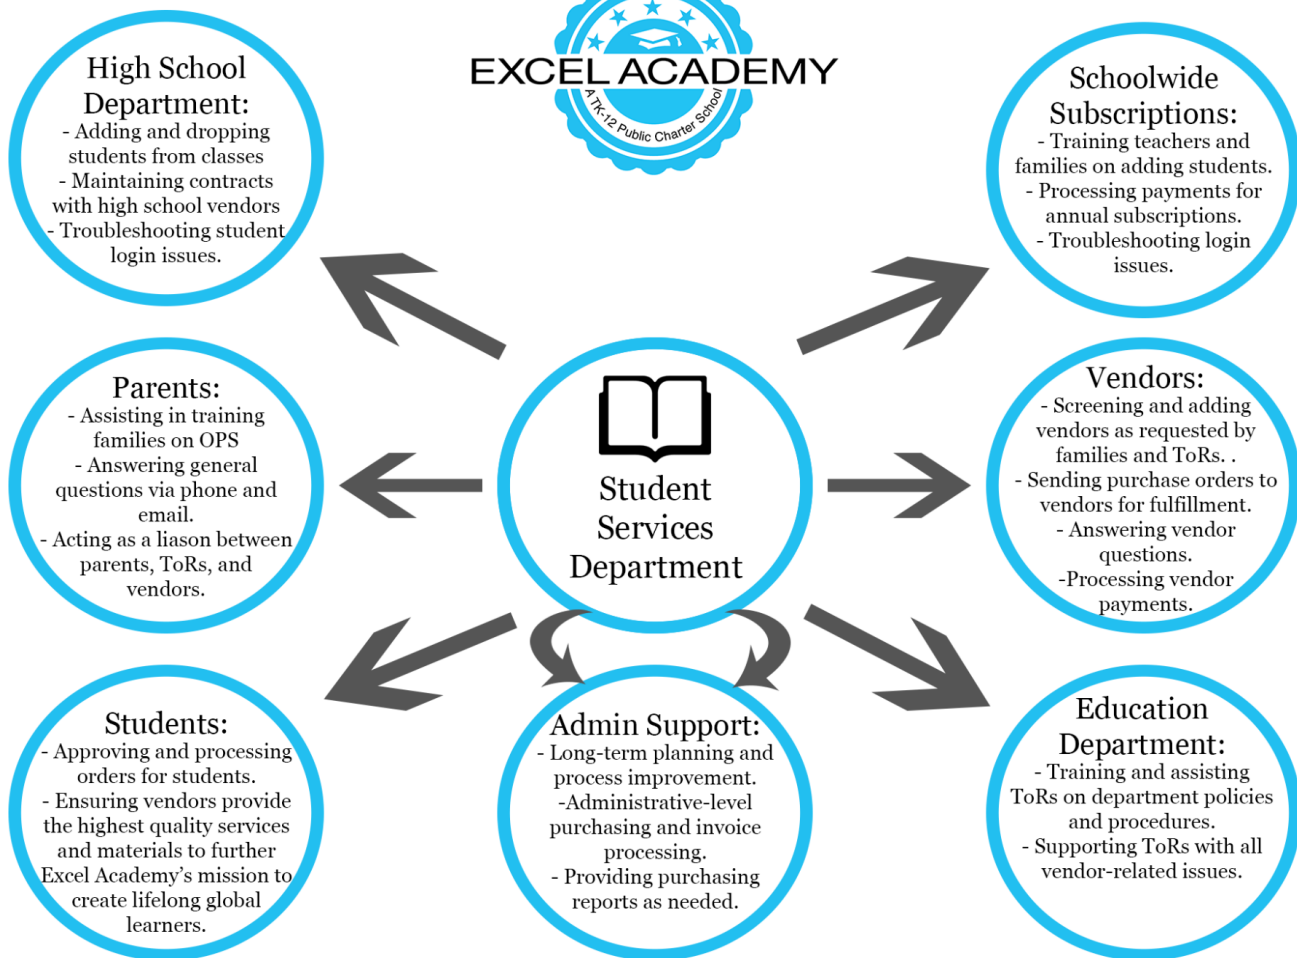 EXCEL ACADEMY
A TK-12 Public Charter School
High School
Department:
- Adding and dropping
students from classes
- Maintaining contracts
with high school vendors
- Troubleshooting student
login issues.
Schoolwide
Subscriptions:
- Training teachers and
families on adding students.
- Processing payments for
annual subscriptions.
- Troubleshooting login
issues.
Parents:
- Assisting in training
families on OPS
- Answering general
questions via phone and
email.
- Acting as a liason between
parents, ToRs, and
vendors.
Student
Services
Department
Vendors:
- Screening and adding
vendors as requested by
families and ToRs. .
- Sending purchase orders to
vendors for fulfillment.
- Answering vendor
questions.
-Processing vendor
payments.
Students:
- Approving and processing
orders for students.
- Ensuring vendors provide
the highest quality services
and materials to further
Excel Academy’s mission to
create lifelong global
learners.
Admin Support:
- Long-term planning and
process improvement.
-Administrative-level
purchasing and invoice
processing.
- Providing purchasing
reports as needed.
Education
Department:
- Training and assisting
ToRs on department policies
and procedures.
- Supporting ToRs with all
vendor-related issues.